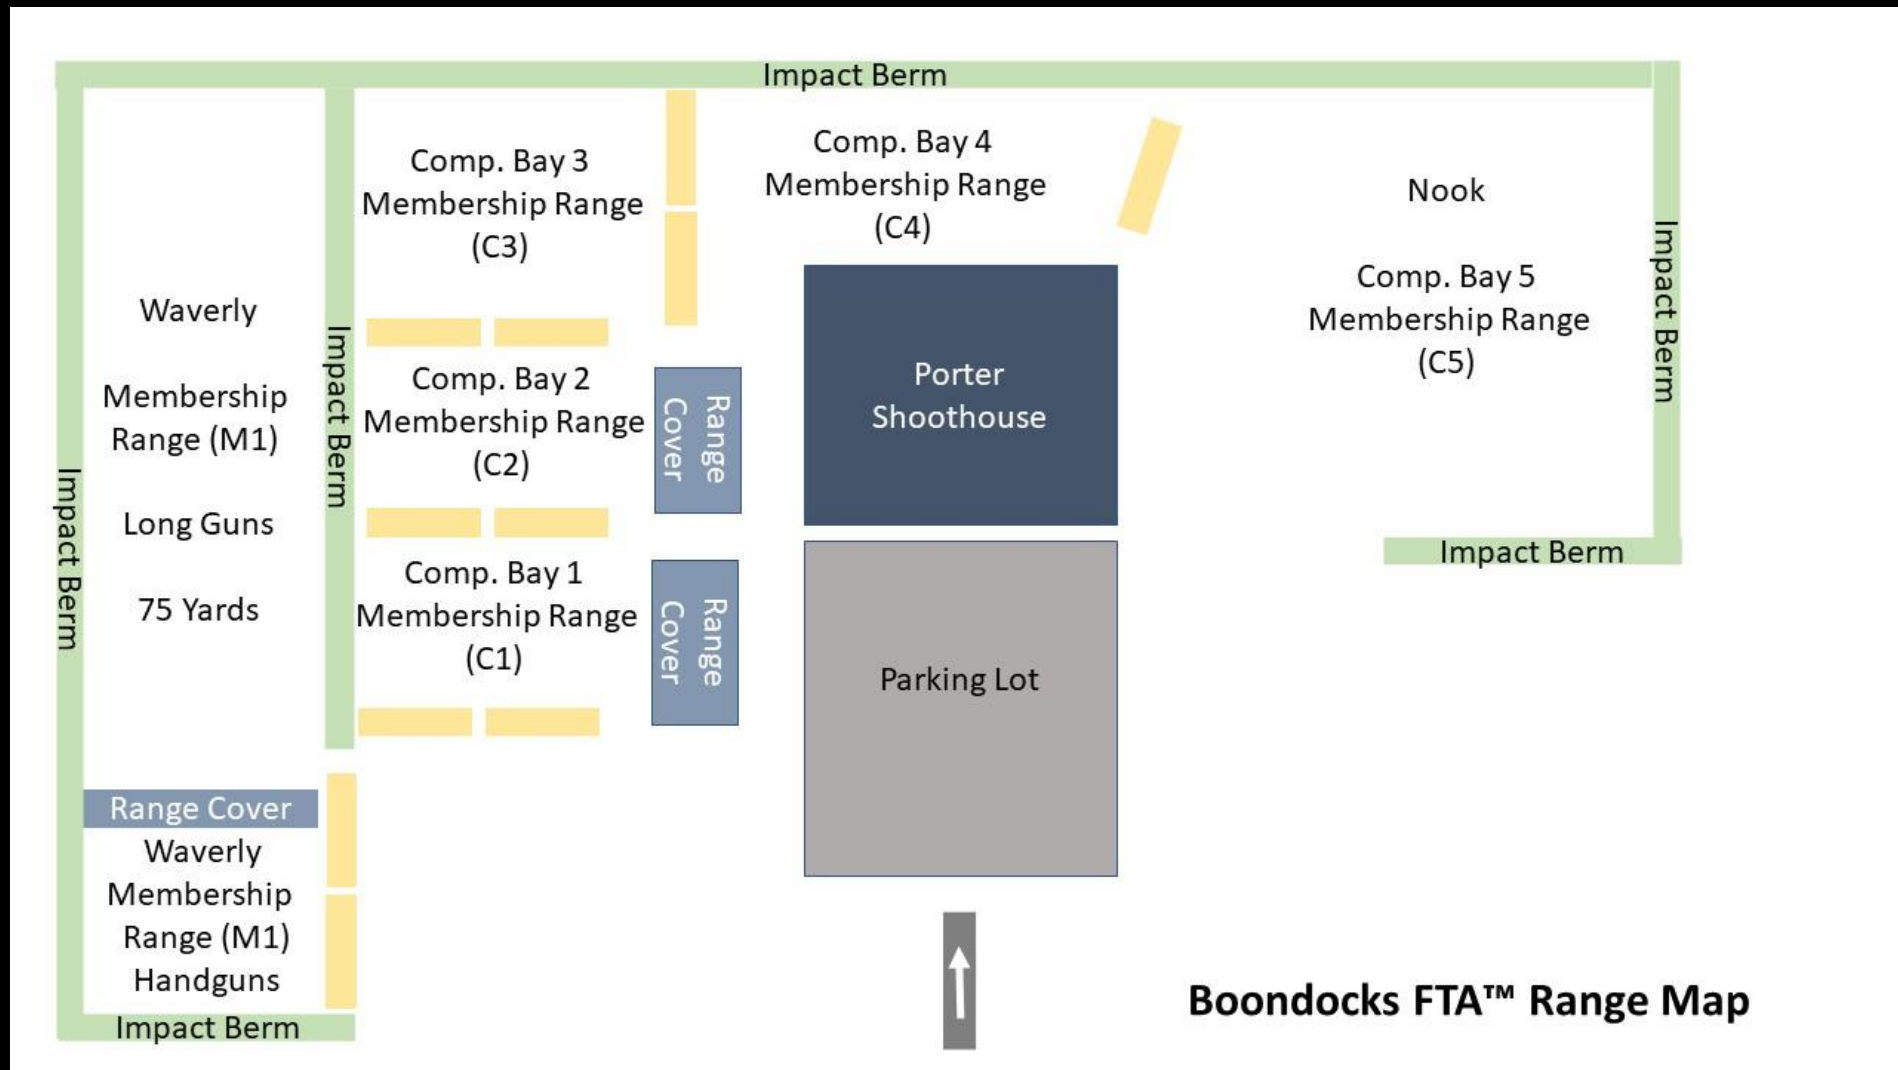 Impact Berm
Comp. Bay 3
Membership Range
(C3)
Comp. Bay 4
Membership Range
(C4)
Nook
Comp. Bay 5
Membership Range
(C5)
Impact Berm
Impact Berm
Waverly
Membership
Range (M1)
Long Guns
75 Yards
Impact Berm
Impact Berm
Comp. Bay 2
Membership Range
(C2)
Range
Cover
Porter
Shoothouse
Comp. Bay 1
Membership Range
(C1)
Range
Cover
Parking Lot
Range Cover
Waverly
Membership
Range (M1)
Handguns
Impact Berm
Boondocks FTA™ Range Map